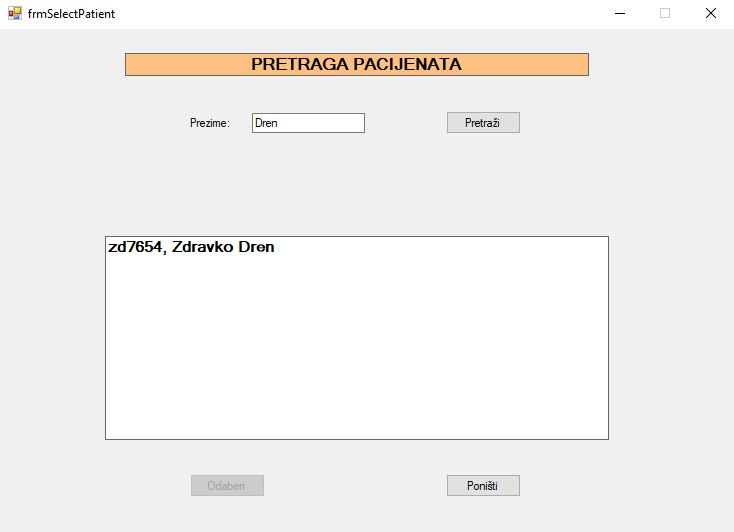 frmSelectPatient
PRETRAGA PACIJENATA
Prezime: Dren Pretraži
zd7654, Zdravko Dren
Odaberi Poništi